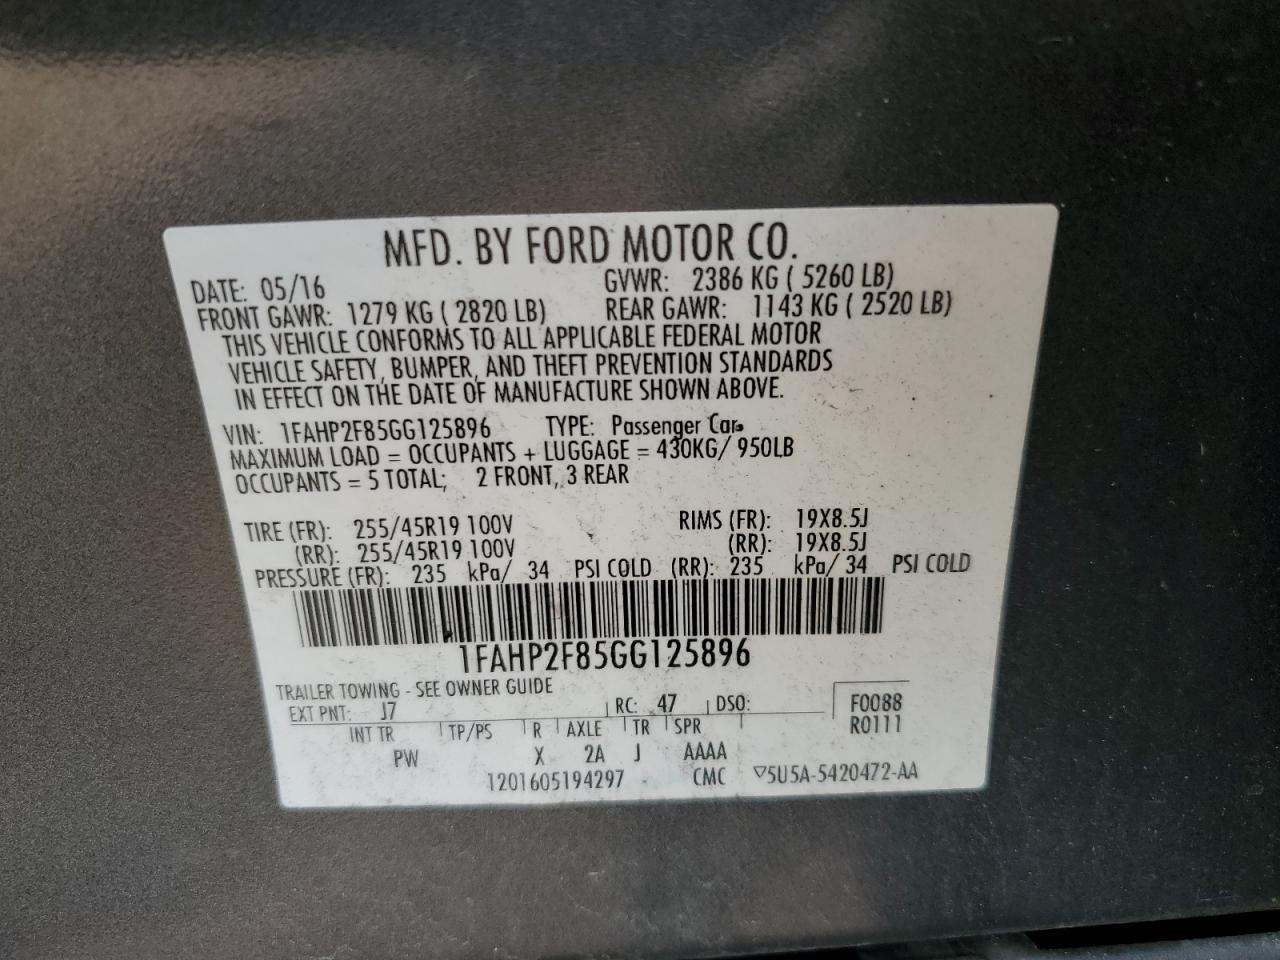 MFD. BY FORD MOTOR CO.
DATE: 05/16 GVWR: 2386 KG ( 5260 LB)
FRONT GAWR: 1279 KG ( 2820 LB) REAR GAWR: 1143 KG ( 2520 LB)
THIS VEHICLE CONFORMS TO ALL APPLICABLE FEDERAL MOTOR
VEHICLE SAFETY, BUMPER, AND THEFT PREVENTION STANDARDS
IN EFFECT ON THE DATE OF MANUFACTURE SHOWN ABOVE.
VIN: 1FAHP2F85GG125896 TYPE: Passenger Car
MAXIMUM LOAD = OCCUPANTS + LUGGAGE = 430KG/ 950LB
OCCUPANTS = 5 TOTAL; 2 FRONT, 3 REAR
TIRE (FR): 255/45R19 100V RIMS (FR): 19X8.5J
(RR): 255/45R19 100V (RR): 19X8.5J
PRESSURE (FR): 235 kPa/ 34 PSI COLD (RR): 235 kPa/ 34 PSI COLD
1FAHP2F85GG125896
TRAILER TOWING - SEE OWNER GUIDE
EXT PNT: J7 RC: 47 DSO: F0088
INT TR TP/PS R AXLE TR SPR R0111
PW X 2A J AAAA
1201605194297 CMC ▽5U5A-5420472-AA